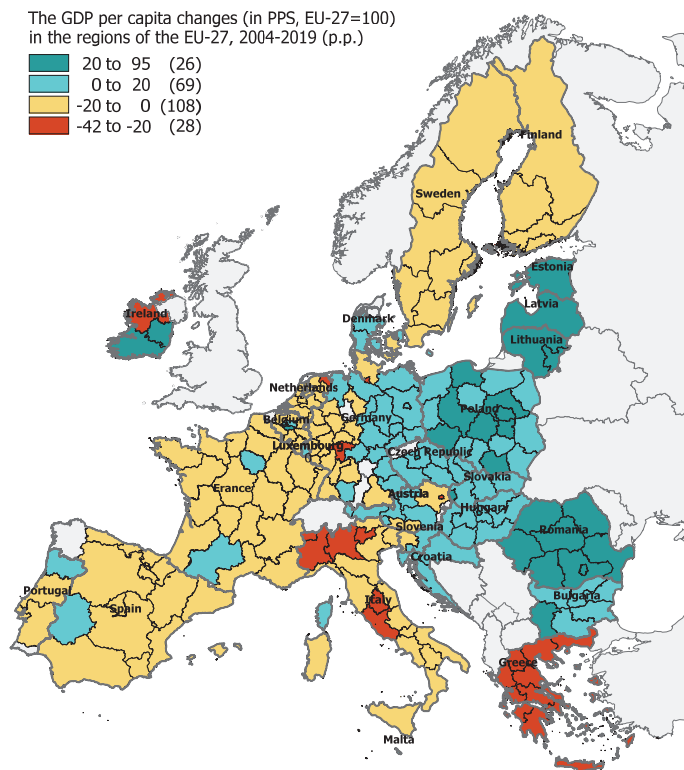 The GDP per capita changes (in PPS, EU-27=100)
in the regions of the EU-27, 2004-2019 (p.p.)
20 to 95 (26)
0 to 20 (69)
-20 to 0 (108)
-42 to -20 (28)
Finland
Sweden
Estonia
Latvia
Ireland
Denmark
Lithuania
Netherlands
Poland
Belgium
Germany
Luxembourg
Czech Republic
Slovakia
France
Austria
Hungary
Slovenia
Romania
Croatia
Portugal
Bulgaria
Italy
Spain
Greece
Malta